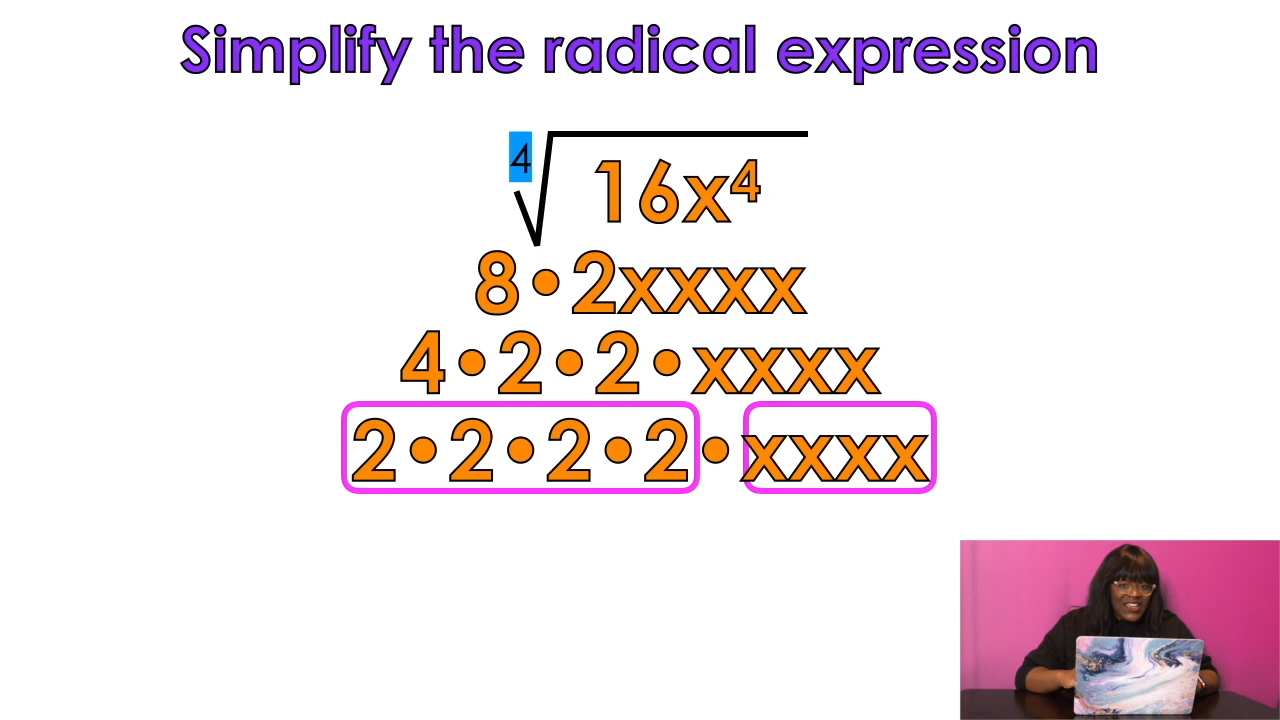 Simplify the radical expression
4√16x⁴
8•2xxxx
4•2•2•xxxx
2•2•2•2•xxxx